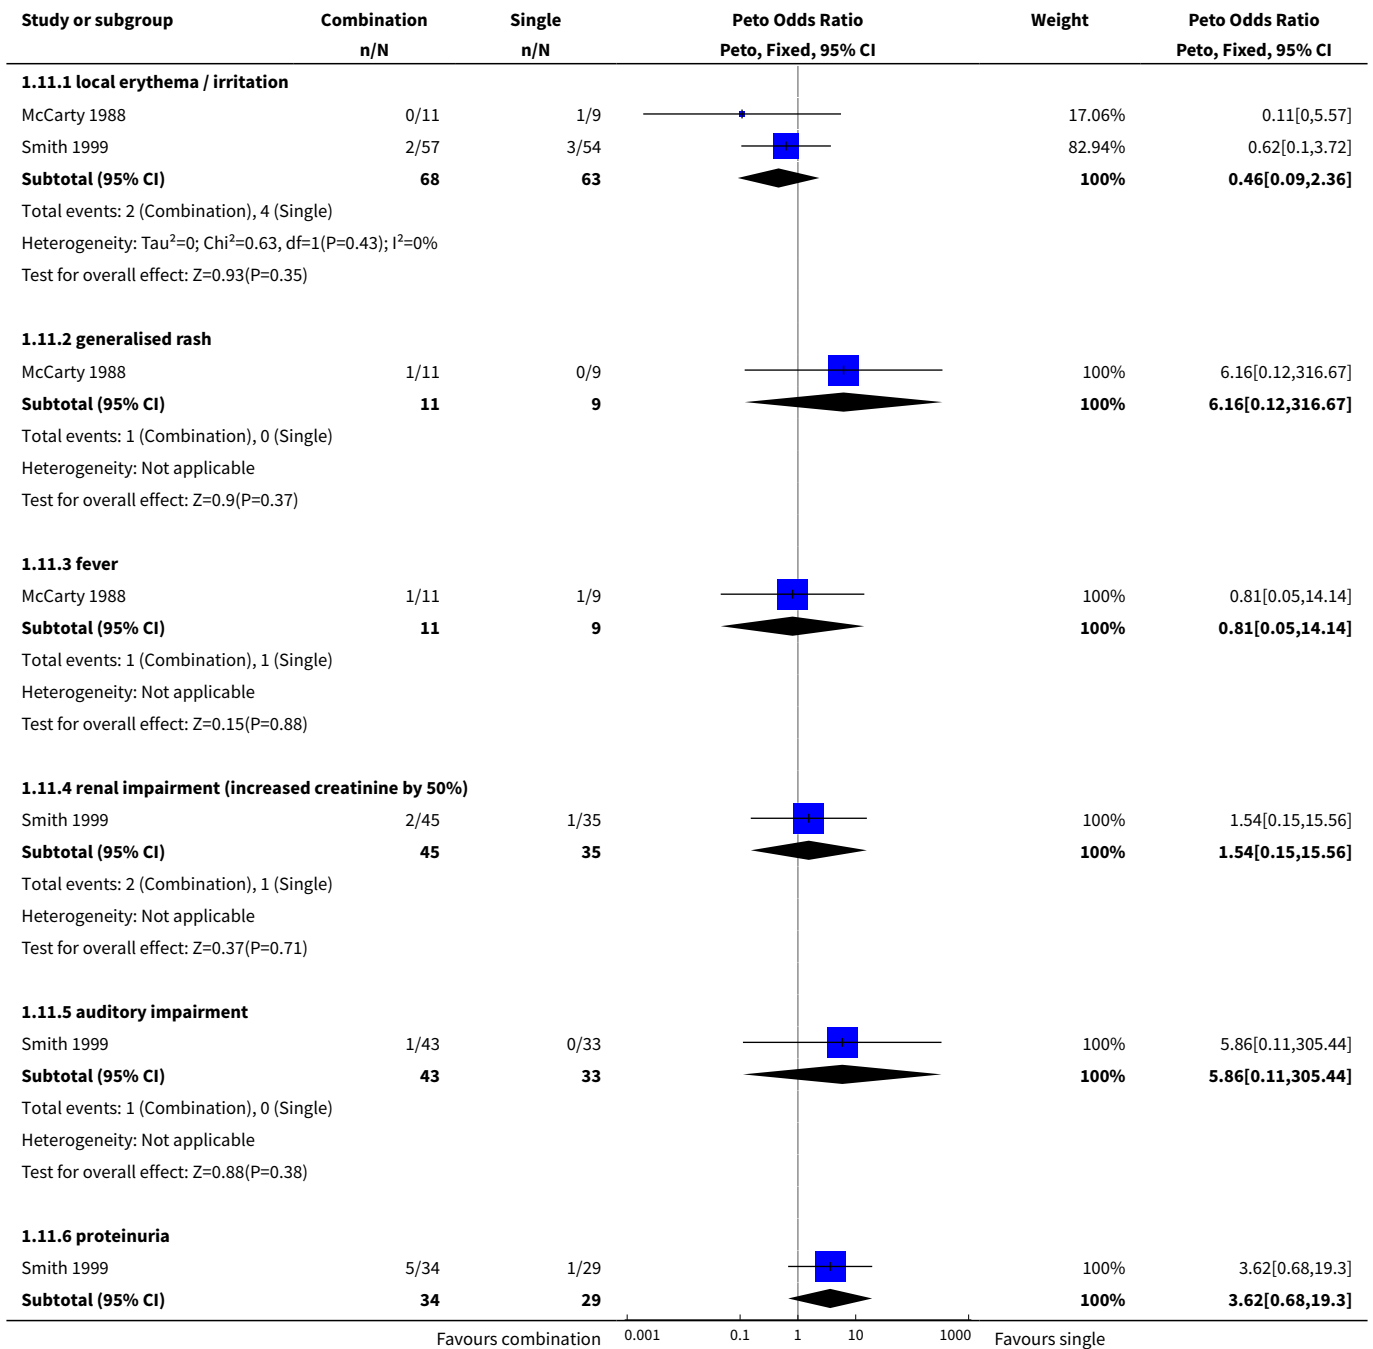 Study or subgroup Combination Single Peto Odds Ratio Weight Peto Odds Ratio
n/N n/N Peto, Fixed, 95% CI Peto, Fixed, 95% CI
1.11.1 local erythema / irritation
McCarty 1988 0/11 1/9 17.06% 0.11[0,5.57]
Smith 1999 2/57 3/54 82.94% 0.62[0.1,3.72]
Subtotal (95% CI) 68 63 100% 0.46[0.09,2.36]
Total events: 2 (Combination), 4 (Single)
Heterogeneity: Tau²=0; Chi²=0.63, df=1(P=0.43); I²=0%
Test for overall effect: Z=0.93(P=0.35)
1.11.2 generalised rash
McCarty 1988 1/11 0/9 100% 6.16[0.12,316.67]
Subtotal (95% CI) 11 9 100% 6.16[0.12,316.67]
Total events: 1 (Combination), 0 (Single)
Heterogeneity: Not applicable
Test for overall effect: Z=0.9(P=0.37)
1.11.3 fever
McCarty 1988 1/11 1/9 100% 0.81[0.05,14.14]
Subtotal (95% CI) 11 9 100% 0.81[0.05,14.14]
Total events: 1 (Combination), 1 (Single)
Heterogeneity: Not applicable
Test for overall effect: Z=0.15(P=0.88)
1.11.4 renal impairment (increased creatinine by 50%)
Smith 1999 2/45 1/35 100% 1.54[0.15,15.56]
Subtotal (95% CI) 45 35 100% 1.54[0.15,15.56]
Total events: 2 (Combination), 1 (Single)
Heterogeneity: Not applicable
Test for overall effect: Z=0.37(P=0.71)
1.11.5 auditory impairment
Smith 1999 1/43 0/33 100% 5.86[0.11,305.44]
Subtotal (95% CI) 43 33 100% 5.86[0.11,305.44]
Total events: 1 (Combination), 0 (Single)
Heterogeneity: Not applicable
Test for overall effect: Z=0.88(P=0.38)
1.11.6 proteinuria
Smith 1999 5/34 1/29 100% 3.62[0.68,19.3]
Subtotal (95% CI) 34 29 100% 3.62[0.68,19.3]
Favours combination 0.001 0.1 1 10 1000 Favours single